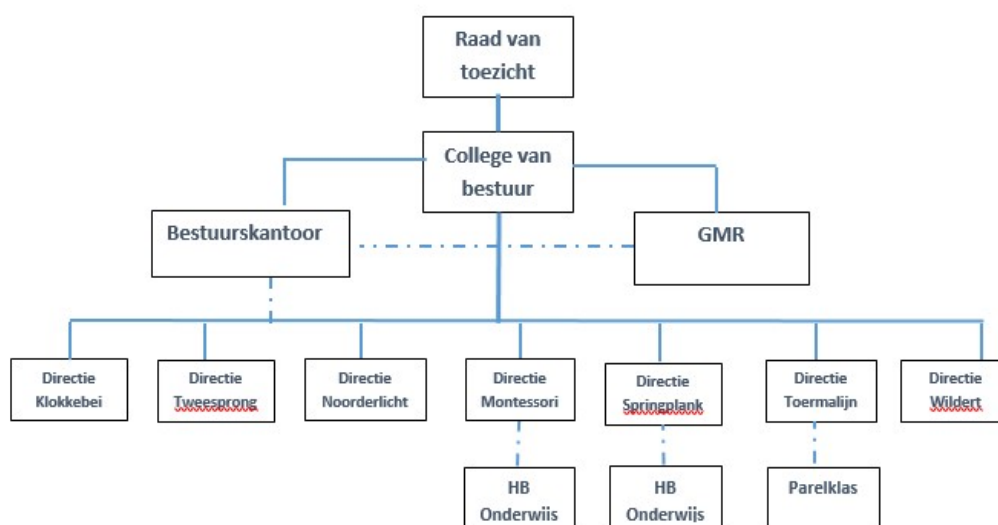 Raad van
toezicht
College van
bestuur
Bestuurskantoor
GMR
Directie
Klokkebei
Directie
Tweesprong
Directie
Noorderlicht
Directie
Montessori
Directie
Springplank
Directie
Toermalijn
Directie
Wildert
HB
Onderwijs
HB
Onderwijs
Parelklas